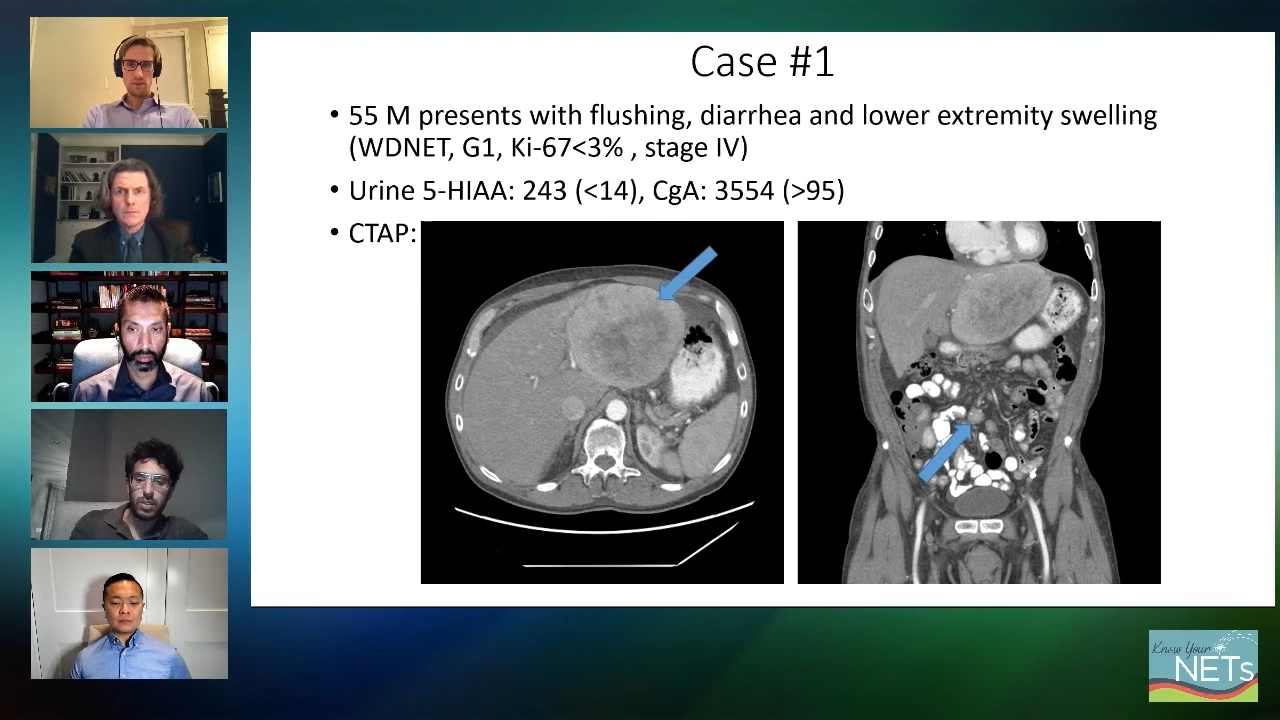 Case #1
• 55 M presents with flushing, diarrhea and lower extremity swelling
(WDNET, G1, Ki-67<3% , stage IV)
• Urine 5-HIAA: 243 (<14), CgA: 3554 (>95)
• CTAP:
Know Your
NETs